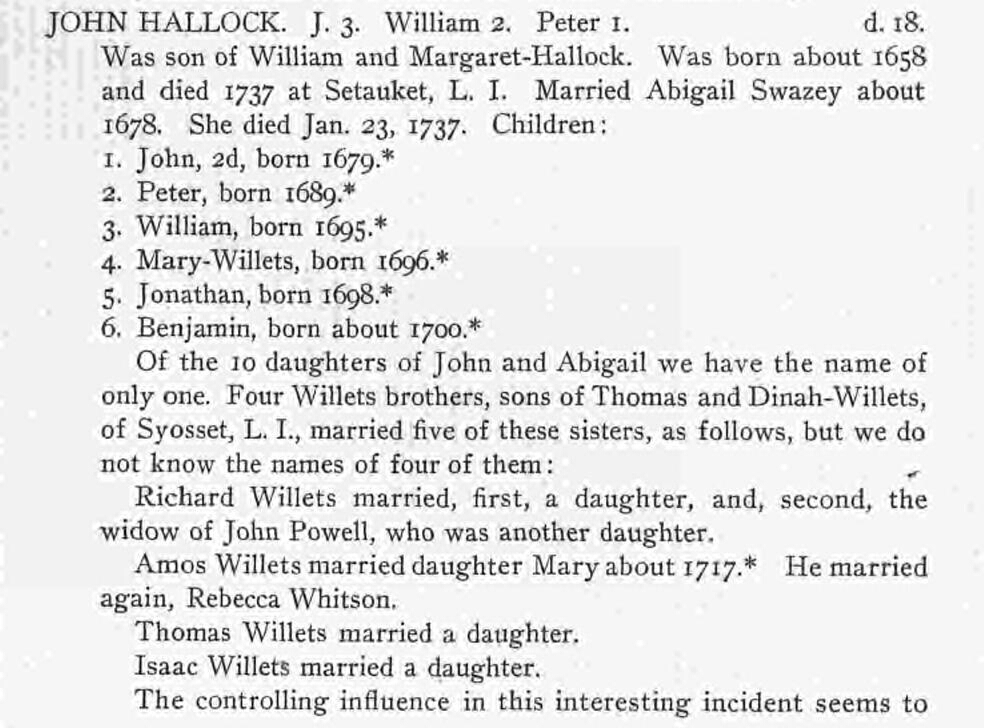 JOHN HALLOCK. J. 3. William 2. Peter 1. d. 18.
Was son of William and Margaret-Hallock. Was born about 1658
and died 1737 at Setauket, L. I. Married Abigail Swazey about
1678. She died Jan. 23, 1737. Children:
1. John, 2d, born 1679.*
2. Peter, born 1689.*
3. William, born 1695.*
4. Mary-Willets, born 1696.*
5. Jonathan, born 1698.*
6. Benjamin, born about 1700.*
Of the 10 daughters of John and Abigail we have the name of
only one. Four Willets brothers, sons of Thomas and Dinah-Willets,
of Syosset, L. I., married five of these sisters, as follows, but we do
not know the names of four of them:
Richard Willets married, first, a daughter, and, second, the
widow of John Powell, who was another daughter.
Amos Willets married daughter Mary about 1717.* He married
again, Rebecca Whitson.
Thomas Willets married a daughter.
Isaac Willets married a daughter.
The controlling influence in this interesting incident seems to